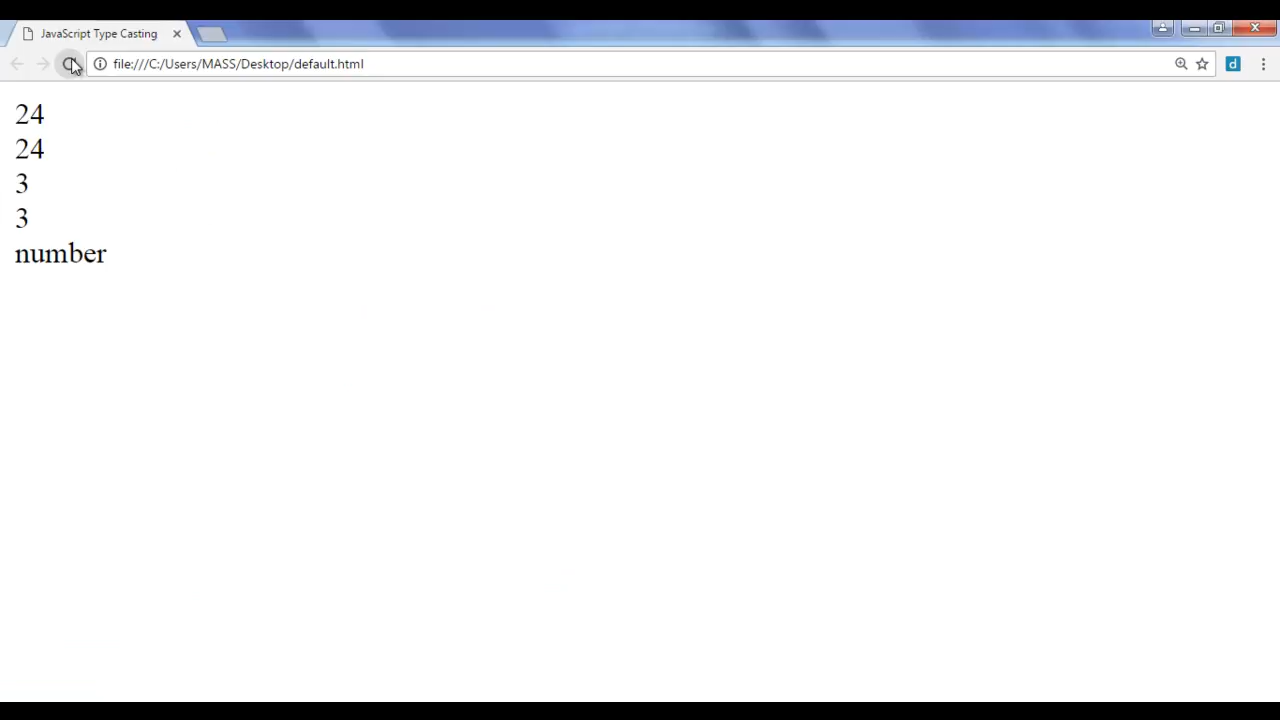 JavaScript Type Casting
file:///C:/Users/MASS/Desktop/default.html
d
24
24
3
3
number